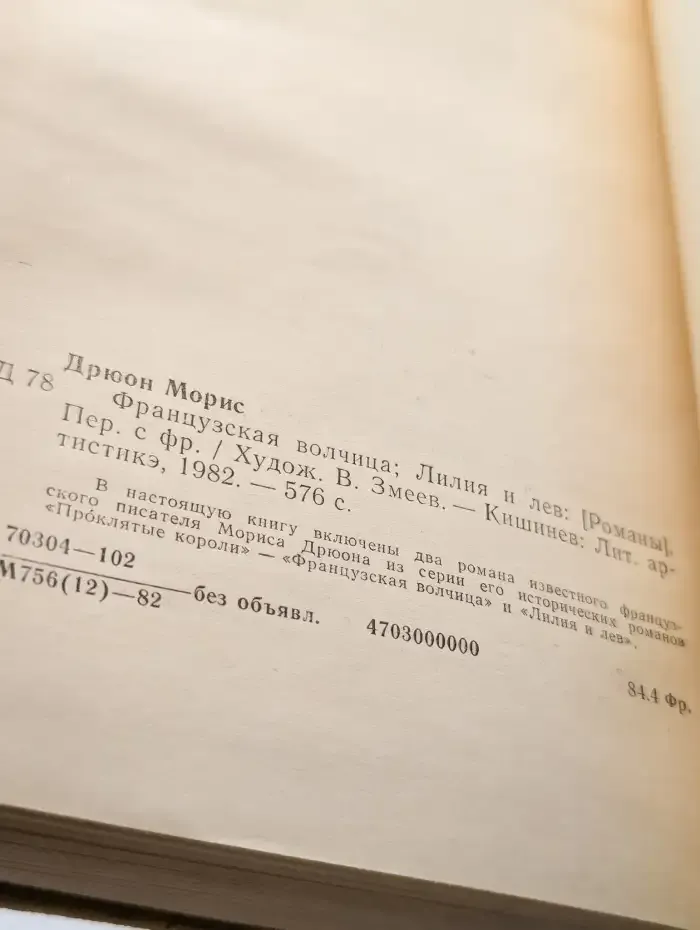 Дрюон Морис
Д 78
Французская волчица; Лилия и лев: [Романы].
Пер. с фр. / Худож. В. Змеев. — Кишинев: Лит. ар-
тистикэ, 1982. — 576 с.
В настоящую книгу включены два романа известного француз-
ского писателя Мориса Дрюона из серии его исторических романов
«Про́клятые короли» — «Французская волчица» и «Лилия и лев».
70304—102
М756(12)—82
без объявл.
4703000000
84.4 Фр.